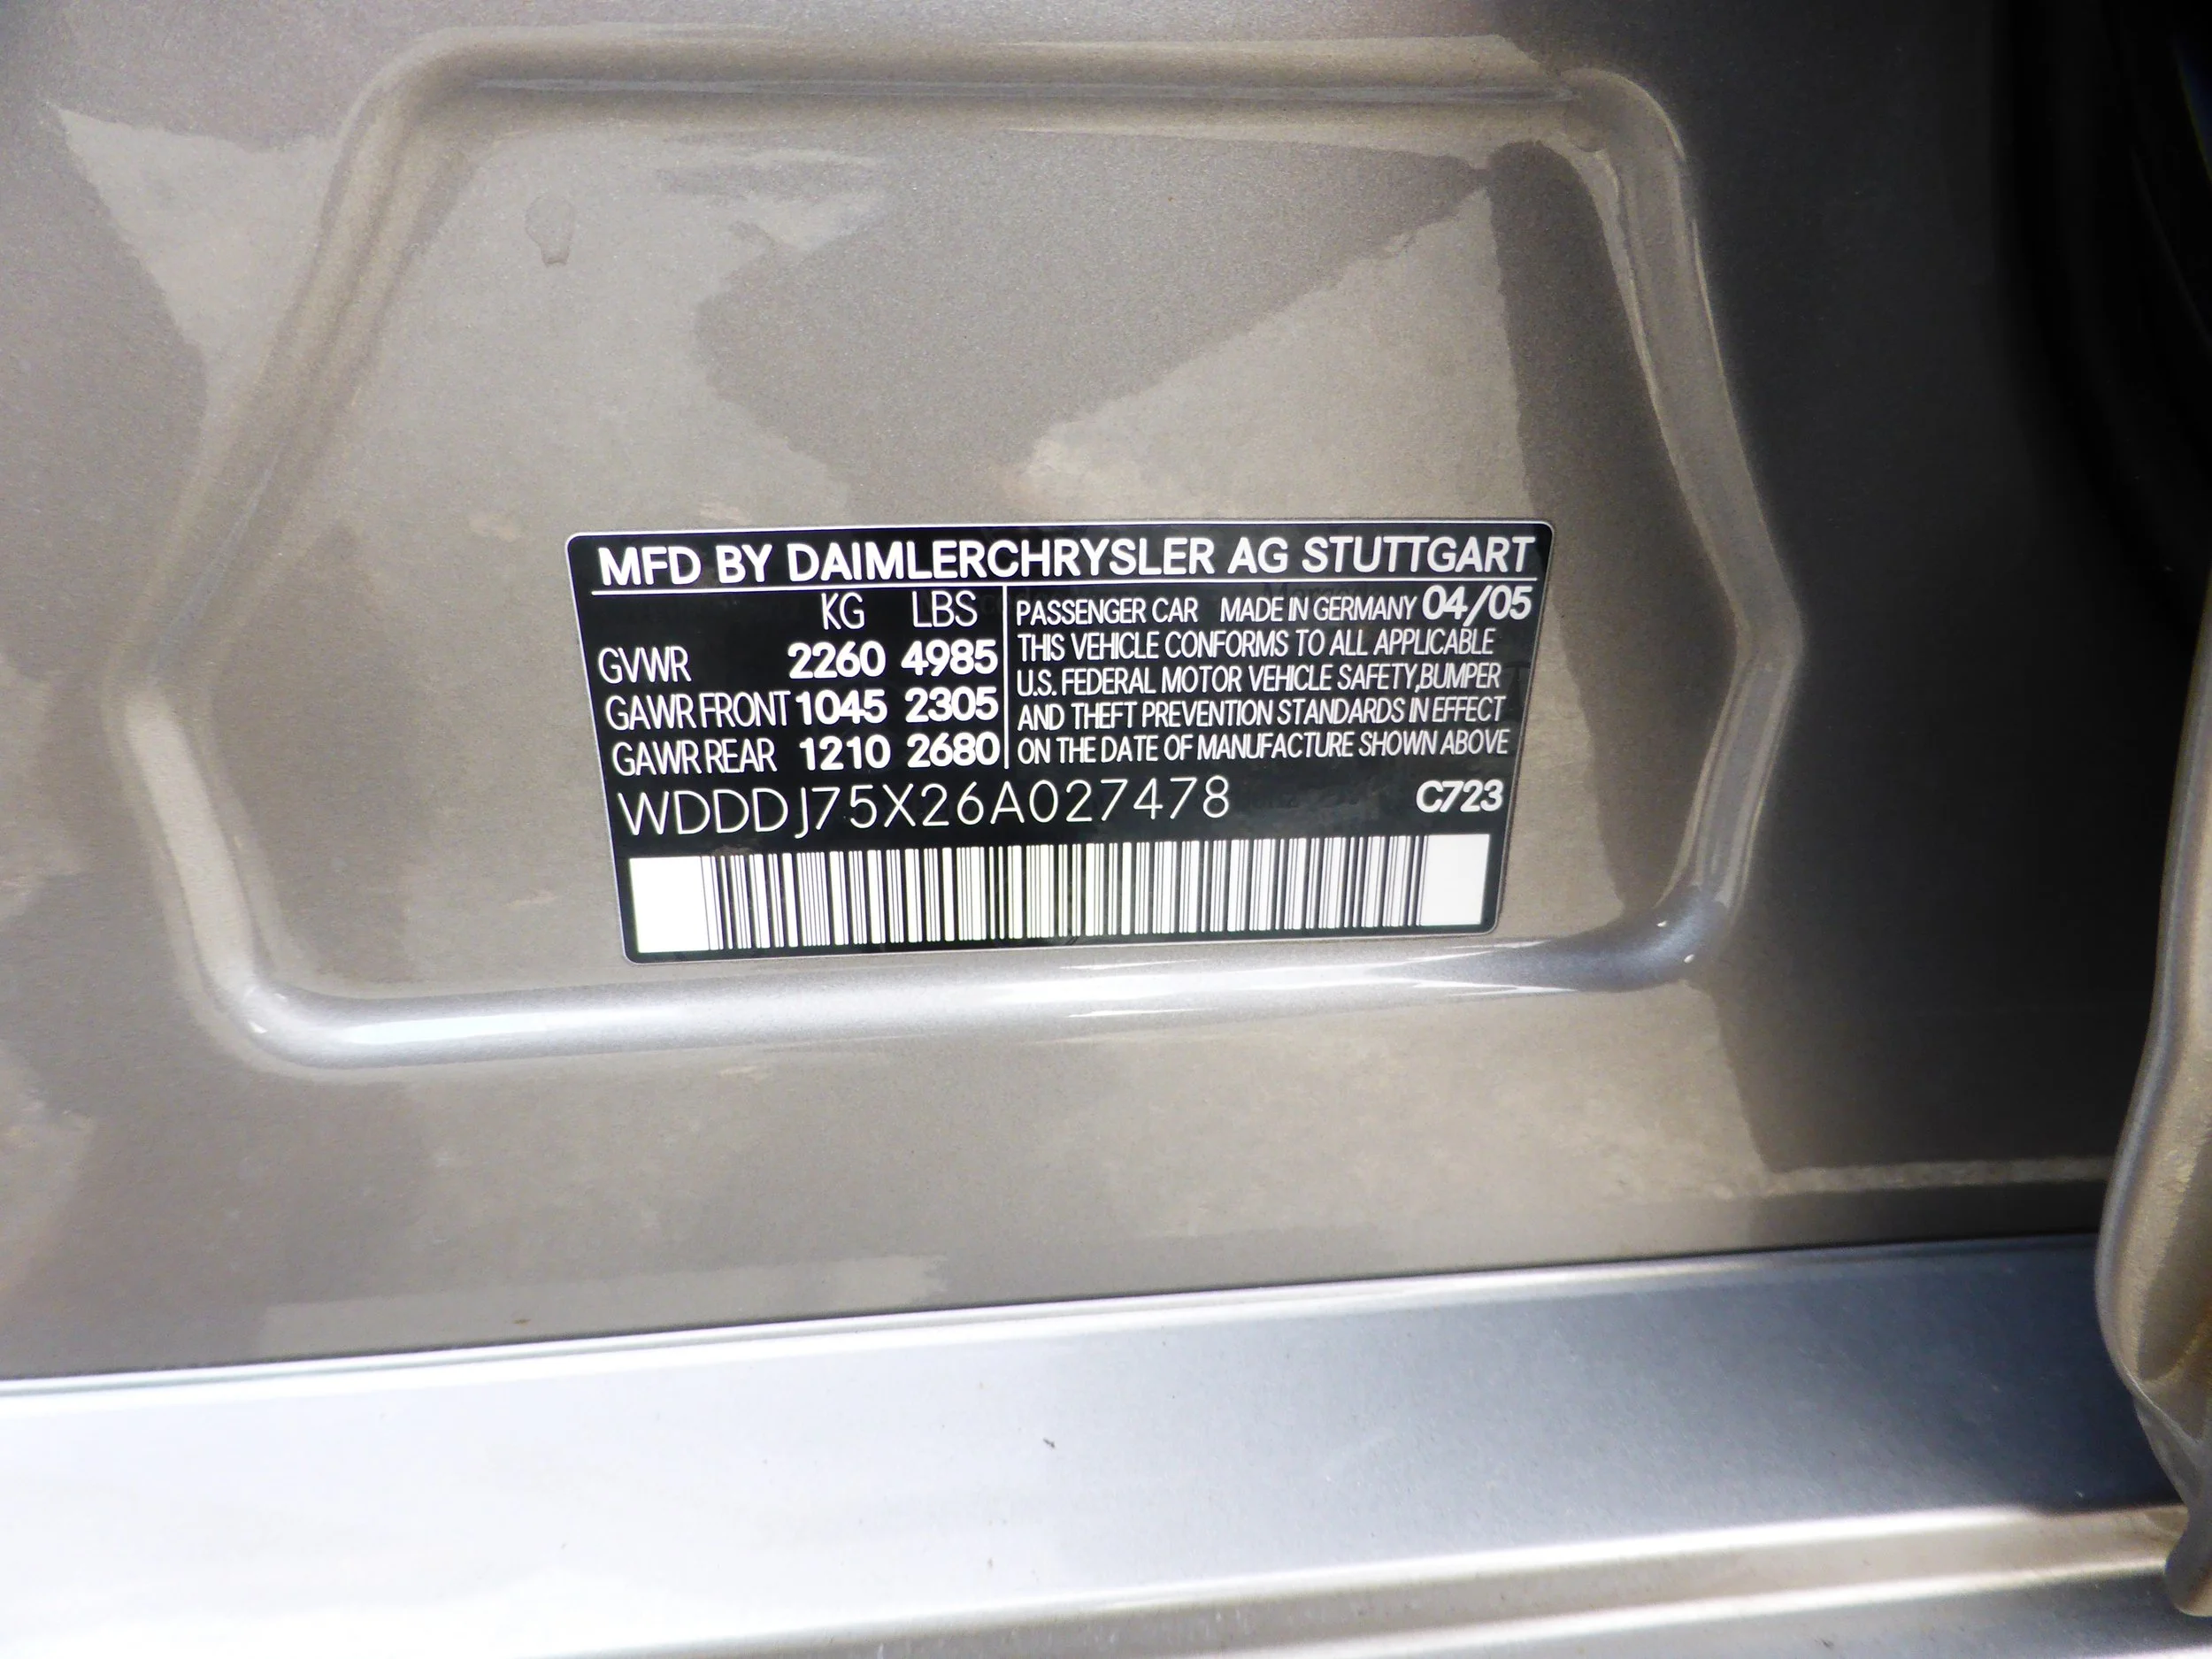 MFD BY DAIMLERCHRYSLER AG STUTTGART
KG LBS
GVWR 2260 4985
GAWR FRONT 1045 2305
GAWR REAR 1210 2680
PASSENGER CAR MADE IN GERMANY 04/05
THIS VEHICLE CONFORMS TO ALL APPLICABLE
U.S. FEDERAL MOTOR VEHICLE SAFETY,BUMPER
AND THEFT PREVENTION STANDARDS IN EFFECT
ON THE DATE OF MANUFACTURE SHOWN ABOVE
WDDDJ75X26A027478 C723